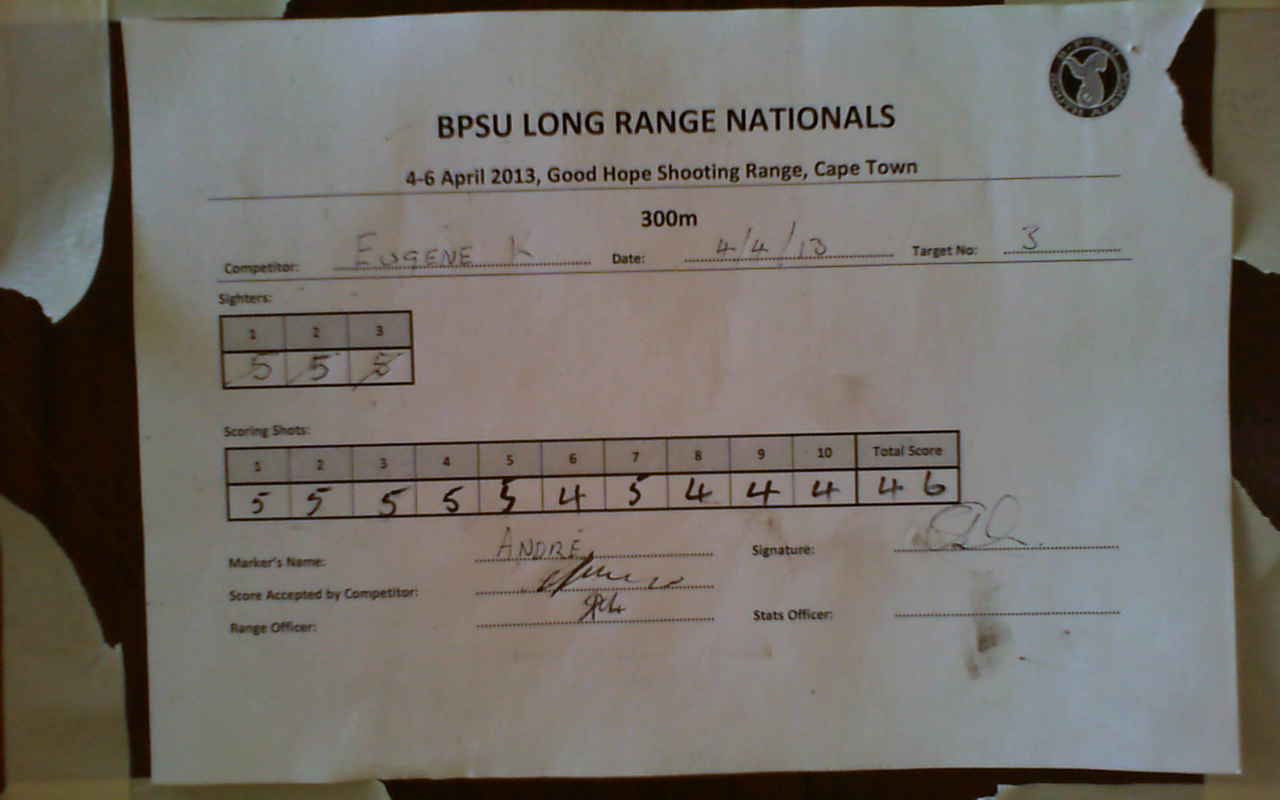 B·P·S·U SOUTH AFRICA
BPSU LONG RANGE NATIONALS
4-6 April 2013, Good Hope Shooting Range, Cape Town
300m
Competitor: EUGENE K Date: 4/4/13 Target No: 3
Sighters:
1 2 3
5 5 5
Scoring Shots:
1 2 3 4 5 6 7 8 9 10 Total Score
5 5 5 5 5 4 5 4 4 4 46
Marker's Name: ANDRE Signature:
Score Accepted by Competitor:
Range Officer: Stats Officer: